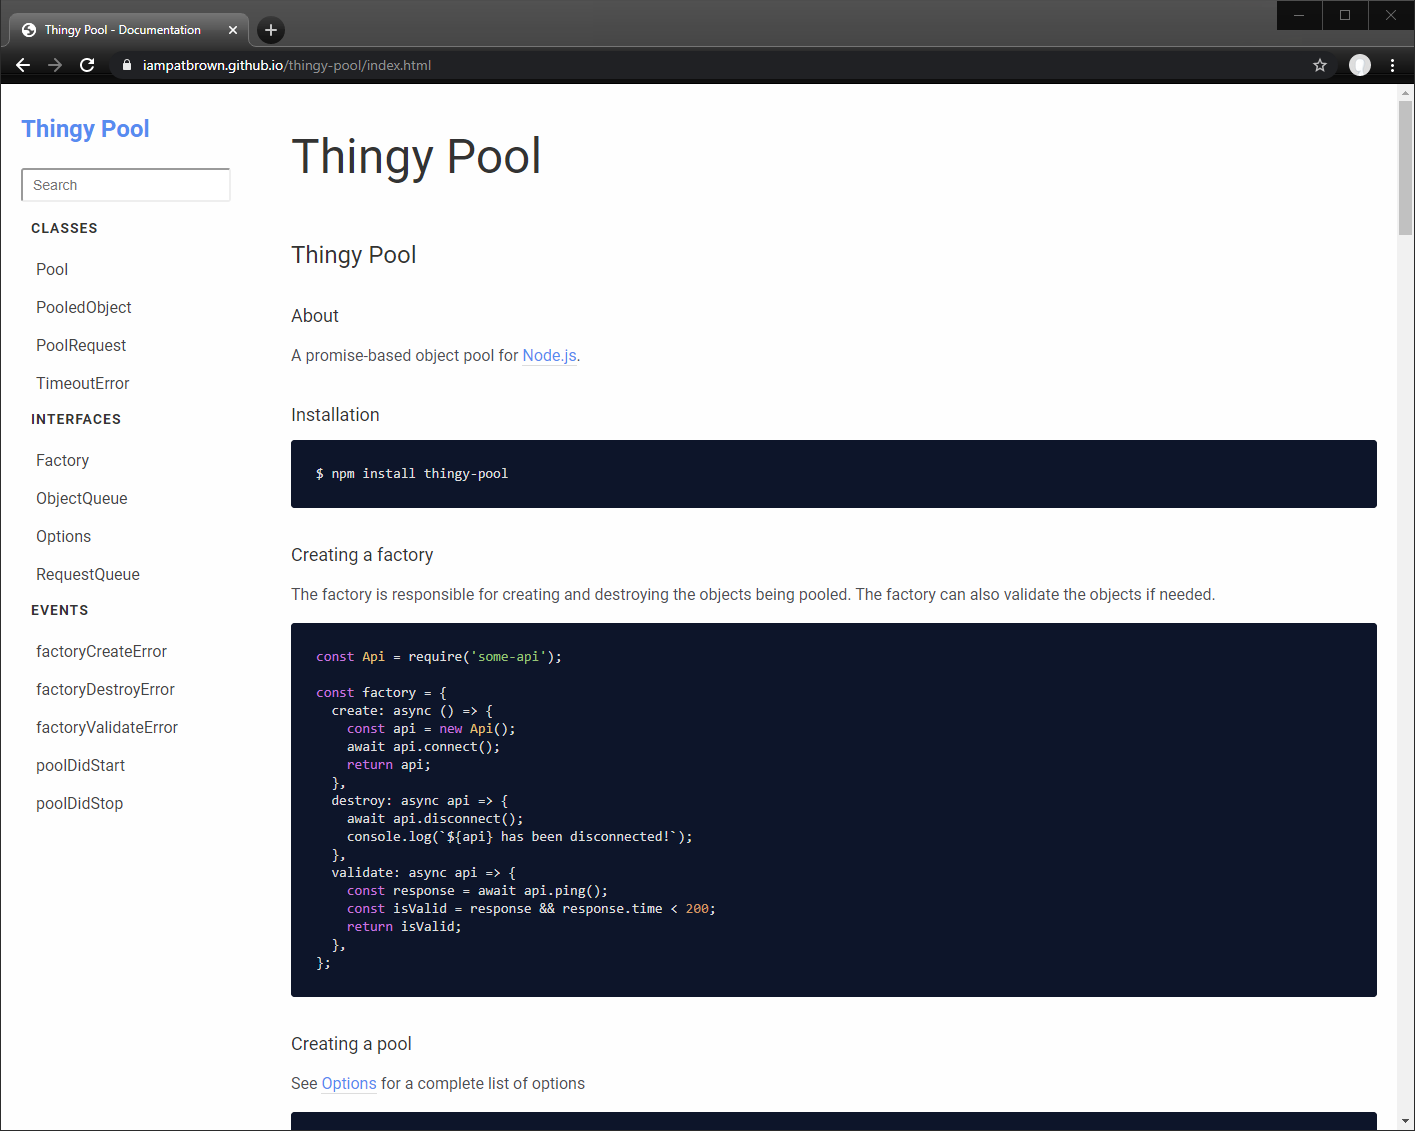 Thingy Pool - Documentation
iampatbrown.github.io/thingy-pool/index.html
Thingy Pool
Search
CLASSES
Pool
PooledObject
PoolRequest
TimeoutError
INTERFACES
Factory
ObjectQueue
Options
RequestQueue
EVENTS
factoryCreateError
factoryDestroyError
factoryValidateError
poolDidStart
poolDidStop
Thingy Pool
Thingy Pool
About
A promise-based object pool for Node.js.
Installation
$ npm install thingy-pool
Creating a factory
The factory is responsible for creating and destroying the objects being pooled. The factory can also validate the objects if needed.
const Api = require('some-api');
const factory = {
  create: async () => {
    const api = new Api();
    await api.connect();
    return api;
  },
  destroy: async api => {
    await api.disconnect();
    console.log(`${api} has been disconnected!`);
  },
  validate: async api => {
    const response = await api.ping();
    const isValid = response && response.time < 200;
    return isValid;
  },
};
Creating a pool
See Options for a complete list of options